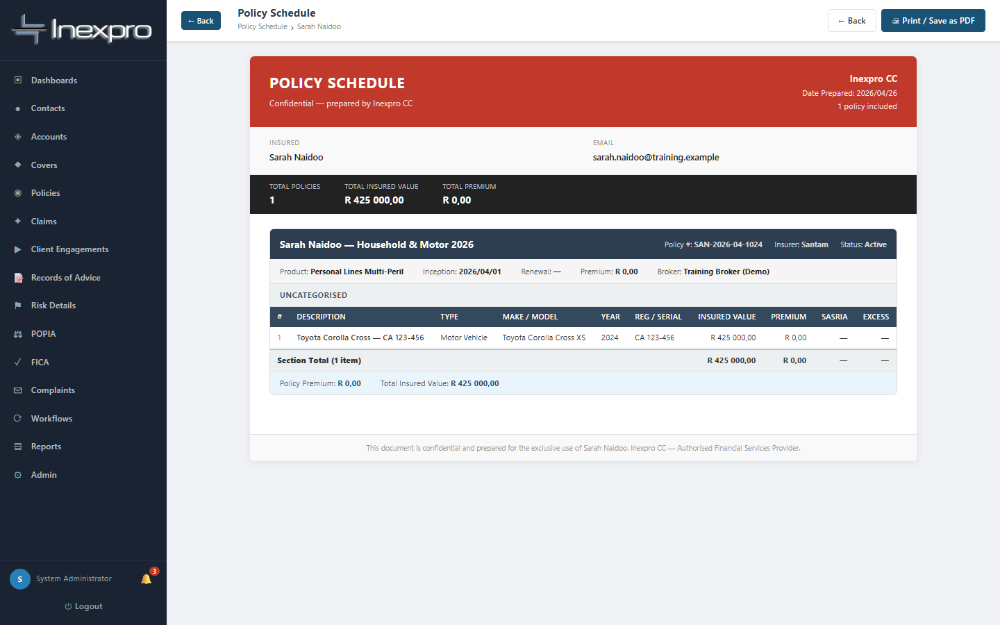 Inexpro
Dashboards
Contacts
Accounts
Covers
Policies
Claims
Client Engagements
Records of Advice
Risk Details
POPIA
FICA
Complaints
Workflows
Reports
Admin
S System Administrator 3
Logout
← Back
Policy Schedule
Policy Schedule › Sarah Naidoo
← Back
Print / Save as PDF
POLICY SCHEDULE
Confidential — prepared by Inexpro CC
Inexpro CC
Date Prepared: 2026/04/26
1 policy included
INSURED
Sarah Naidoo
EMAIL
sarah.naidoo@training.example
TOTAL POLICIES
1
TOTAL INSURED VALUE
R 425 000,00
TOTAL PREMIUM
R 0,00
Sarah Naidoo — Household & Motor 2026 Policy #: SAN-2026-04-1024 Insurer: Santam Status: Active
Product: Personal Lines Multi-Peril Inception: 2026/04/01 Renewal: — Premium: R 0,00 Broker: Training Broker (Demo)
UNCATEGORISED
# DESCRIPTION TYPE MAKE / MODEL YEAR REG / SERIAL INSURED VALUE PREMIUM SASRIA EXCESS
1 Toyota Corolla Cross — CA 123-456 Motor Vehicle Toyota Corolla Cross XS 2024 CA 123-456 R 425 000,00 R 0,00 — —
Section Total (1 item) R 425 000,00 R 0,00 — —
Policy Premium: R 0,00 Total Insured Value: R 425 000,00
This document is confidential and prepared for the exclusive use of Sarah Naidoo. Inexpro CC — Authorised Financial Services Provider.